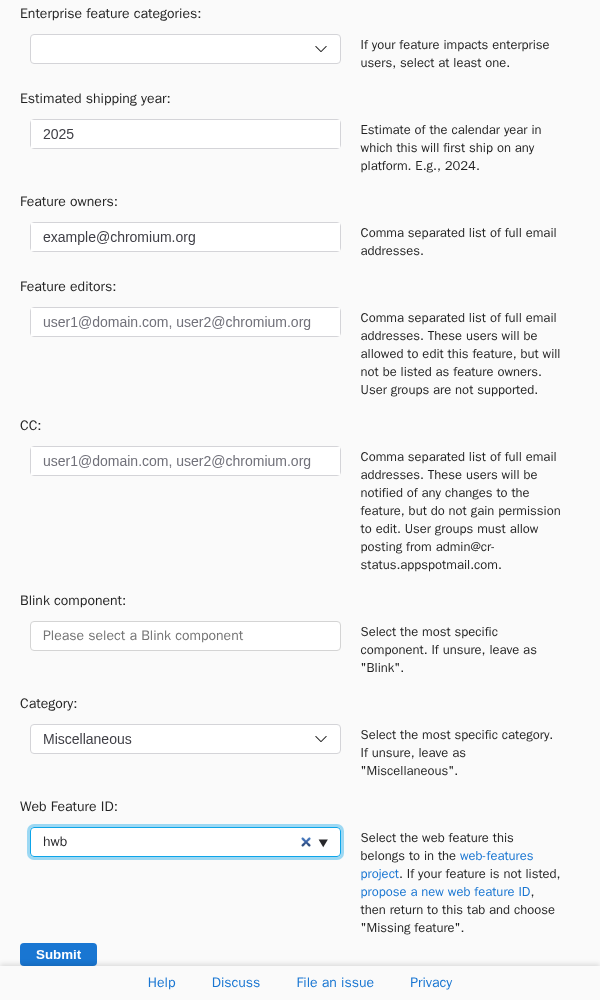 Enterprise feature categories:
If your feature impacts enterprise
users, select at least one.
Estimated shipping year:
2025
Estimate of the calendar year in
which this will first ship on any
platform. E.g., 2024.
Feature owners:
example@chromium.org
Comma separated list of full email
addresses.
Feature editors:
user1@domain.com, user2@chromium.org
Comma separated list of full email
addresses. These users will be
allowed to edit this feature, but will
not be listed as feature owners.
User groups are not supported.
CC:
user1@domain.com, user2@chromium.org
Comma separated list of full email
addresses. These users will be
notified of any changes to the
feature, but do not gain permission
to edit. User groups must allow
posting from admin@cr-
status.appspotmail.com.
Blink component:
Please select a Blink component
Select the most specific
component. If unsure, leave as
"Blink".
Category:
Miscellaneous
Select the most specific category.
If unsure, leave as
"Miscellaneous".
Web Feature ID:
hwb
Select the web feature this
belongs to in the web-features
project. If your feature is not listed,
propose a new web feature ID,
then return to this tab and choose
"Missing feature".
Submit
Help Discuss File an issue Privacy